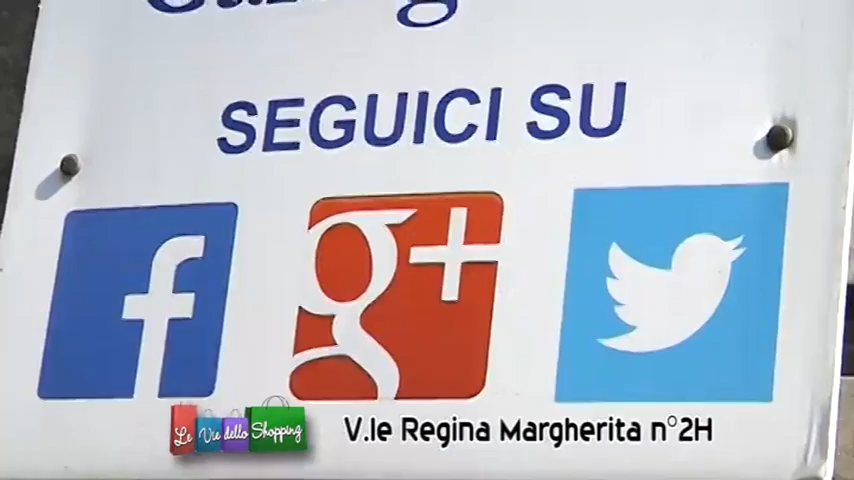 SEGUICI SU
f g+
Le Vie dello Shopping
V.le Regina Margherita n°2H